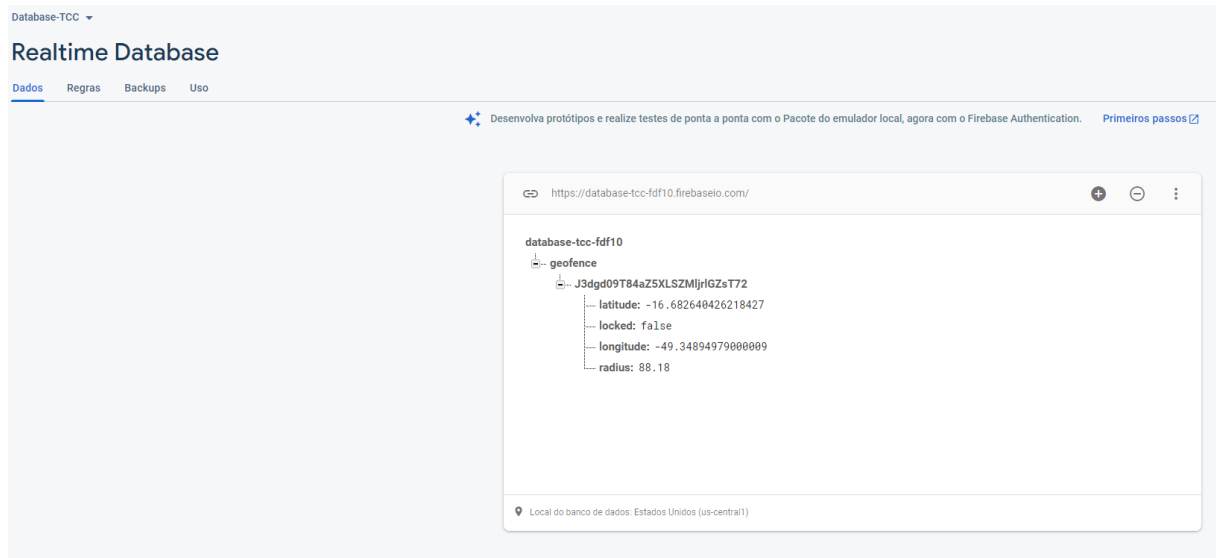 Database-TCC
Realtime Database
Dados Regras Backups Uso
Desenvolva protótipos e realize testes de ponta a ponta com o Pacote do emulador local, agora com o Firebase Authentication. Primeiros passos
https://database-tcc-fdf10.firebaseio.com/
database-tcc-fdf10
geofence
J3dgd09T84aZ5XLSZMljrlGZsT72
latitude: -16.682640426218427
locked: false
longitude: -49.34894979000009
radius: 88.18
Local do banco de dados: Estados Unidos (us-central1)